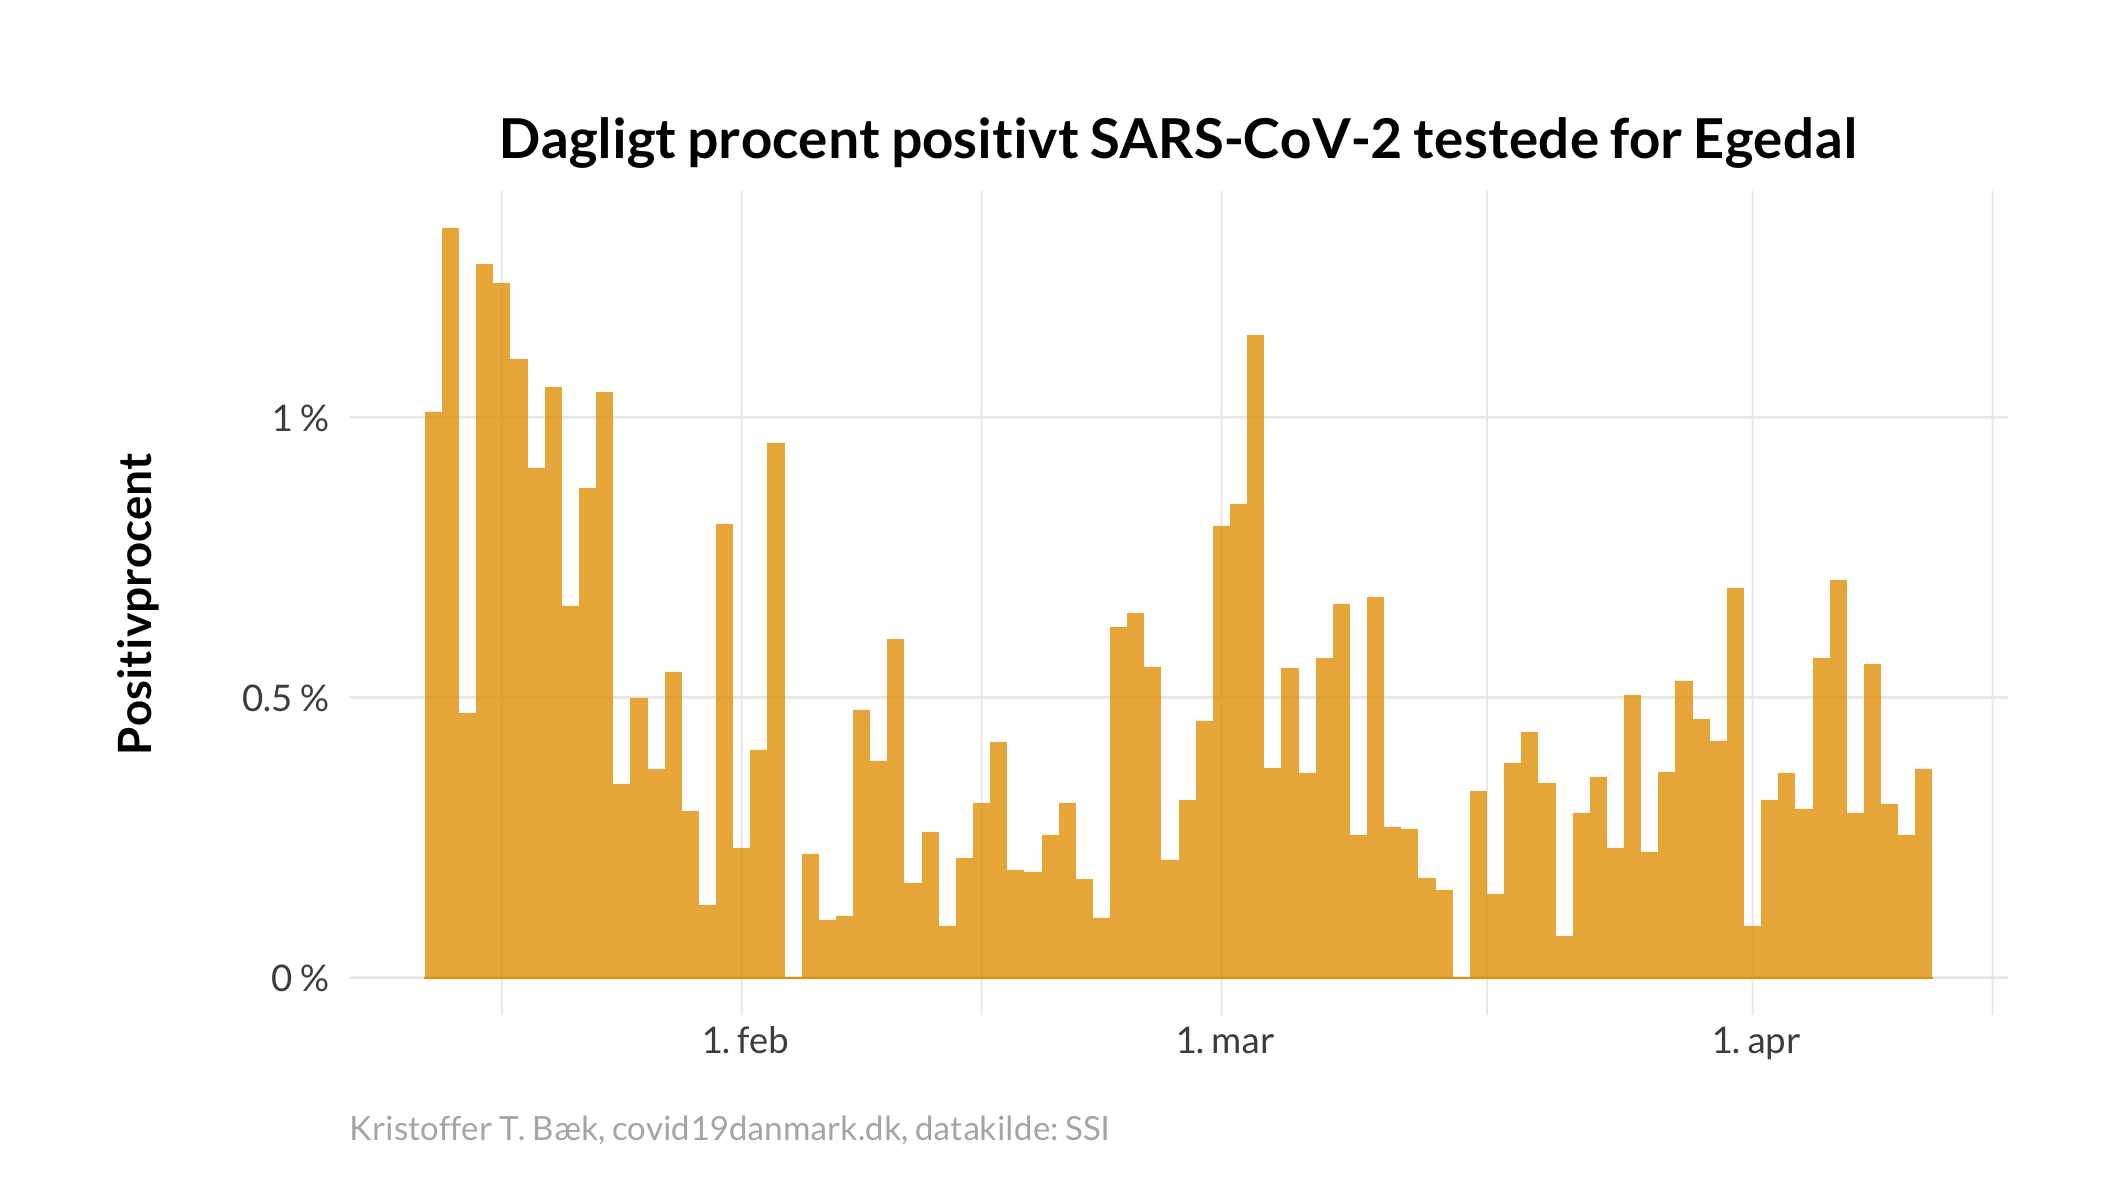 Dagligt procent positivt SARS-CoV-2 testede for Egedal
Positivprocent
1 %
0.5 %
0 %
1. feb
1. mar
1. apr
Kristoffer T. Bæk, covid19danmark.dk, datakilde: SSI